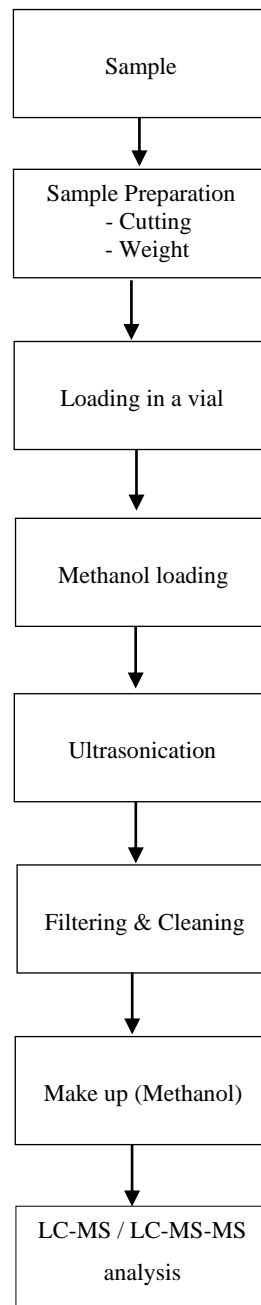 Sample
Sample Preparation
- Cutting
- Weight
Loading in a vial
Methanol loading
Ultrasonication
Filtering & Cleaning
Make up (Methanol)
LC-MS / LC-MS-MS
analysis